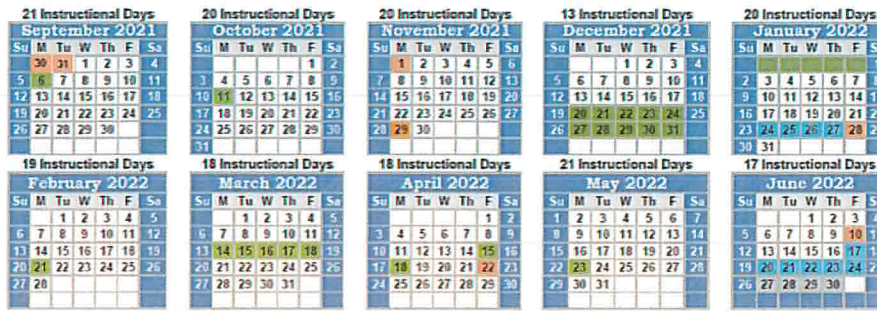 21 Instructional Days 20 Instructional Days 20 Instructional Days 13 Instructional Days 20 Instructional Days
September 2021 October 2021 November 2021 December 2021 January 2022
Su M Tu W Th F Sa Su M Tu W Th F Sa Su M Tu W Th F Sa Su M Tu W Th F Sa Su M Tu W Th F S
30 31 1 2 3 4 1 2 1 2 3 4 5 6 1 2 3 4
5 6 7 8 9 10 11 3 4 5 6 7 8 9 7 8 9 10 11 12 13 5 6 7 8 9 10 11 2 3 4 5 6 7
12 13 14 15 16 17 18 10 11 12 13 14 15 16 14 15 16 17 18 19 20 12 13 14 15 16 17 18 9 10 11 12 13 14
19 20 21 22 23 24 25 17 18 19 20 21 22 23 21 22 23 24 25 26 27 19 20 21 22 23 24 16 17 18 19 20 21
26 27 28 29 30 24 25 26 27 28 29 30 28 29 30 26 27 28 29 30 31 23 24 25 26 27 28
31 30 31
19 Instructional Days 18 Instructional Days 18 Instructional Days 21 Instructional Days 17 Instructional Days
February 2022 March 2022 April 2022 May 2022 June 2022
Su M Tu W Th F Sa Su M Tu W Th F Sa Su M Tu W Th F Sa Su M Tu W Th F Sa Su M Tu W Th F S
1 2 3 4 5 1 2 3 4 5 1 2 1 2 3 4 5 6 7 1 2 3
6 7 8 9 10 11 12 6 7 8 9 10 11 12 3 4 5 6 7 8 9 8 9 10 11 12 13 14 5 6 7 8 9 10
13 14 15 16 17 18 19 13 14 15 16 17 18 19 10 11 12 13 14 15 16 15 16 17 18 19 20 21 12 13 14 15 16 17
20 21 22 23 24 25 26 20 21 22 23 24 25 26 17 18 19 20 21 22 23 22 23 24 25 26 27 28 19 20 21 22 23 24
27 28 27 28 29 30 31 24 25 26 27 28 29 30 29 30 31 26 27 28 29 30